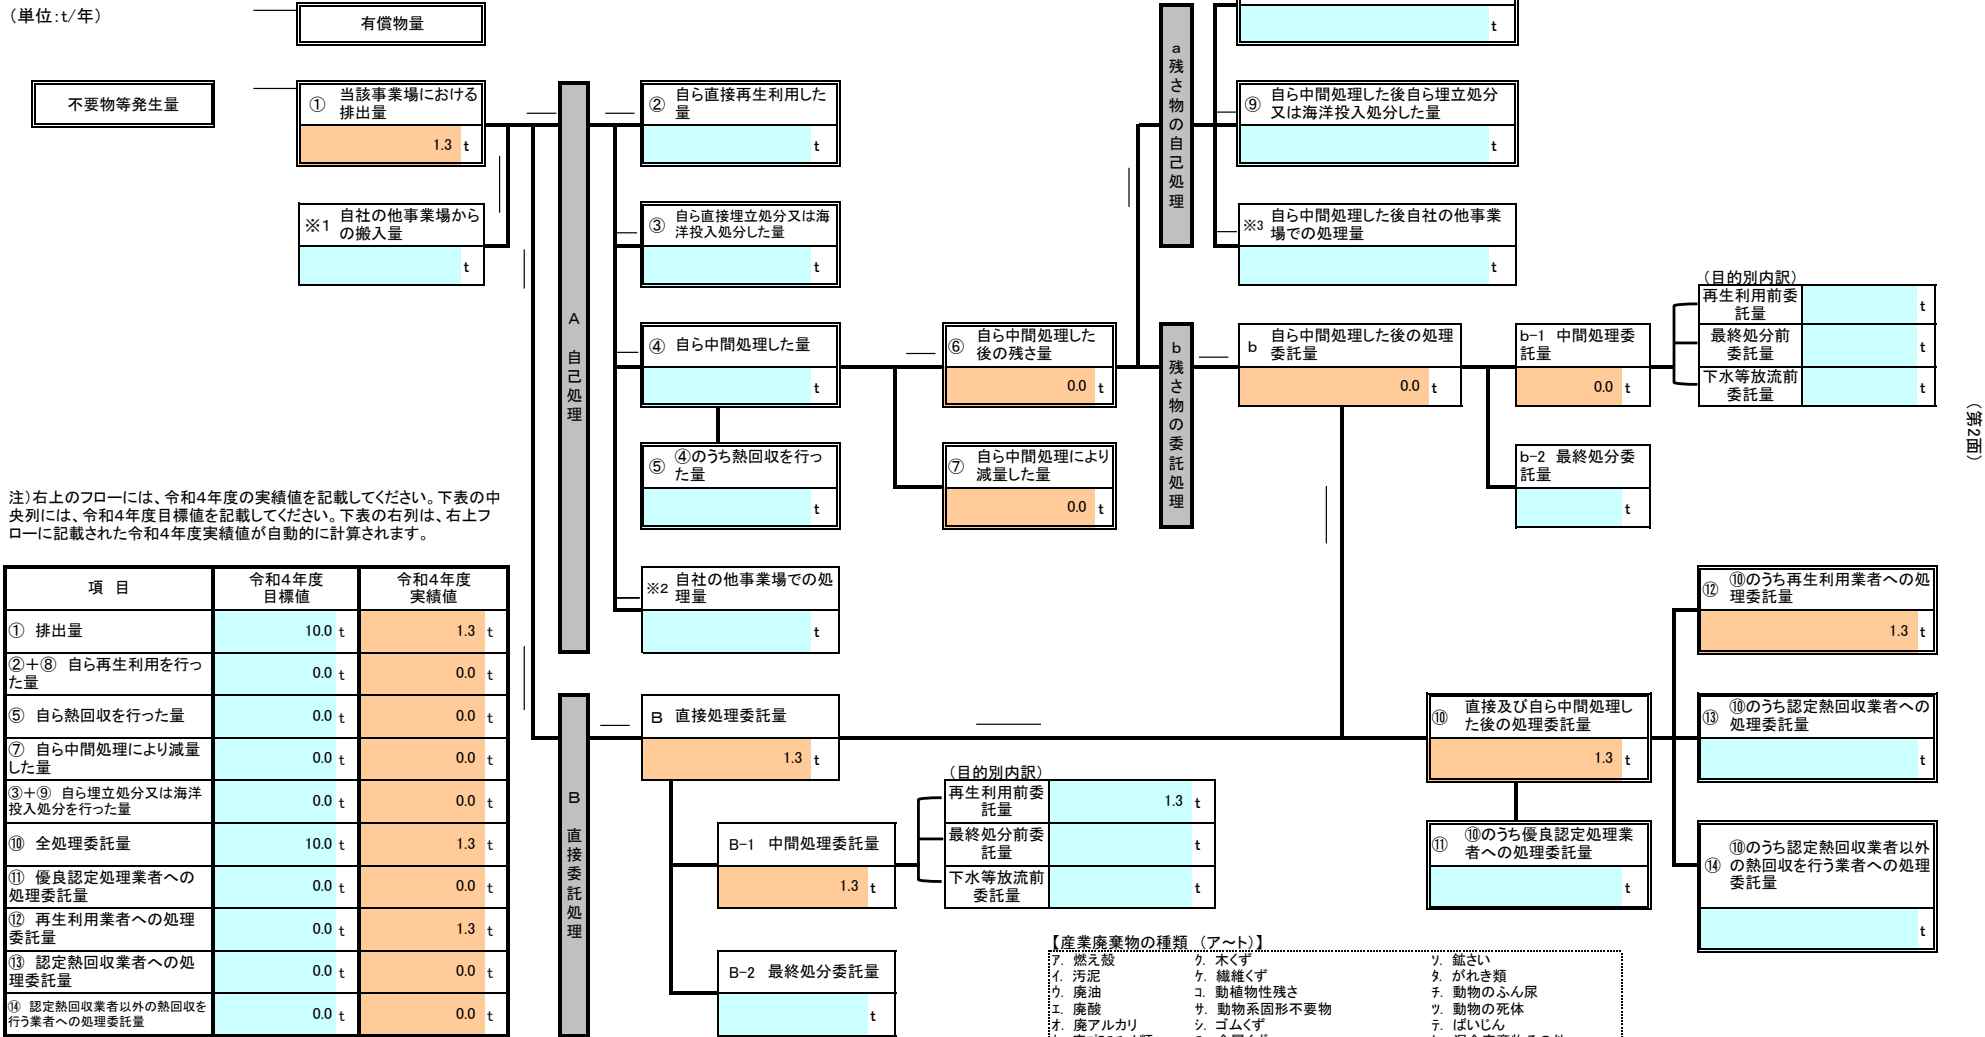 (単位:t/年)
有償物量
t
不要物等発生量
① 当該事業場における
排出量
1.3 t
② 自ら直接再生利用した
量
t
⑨ 自ら中間処理した後自ら埋立処分
又は海洋投入処分した量
t
a残さ物の自己処理
※1 自社の他事業場から
の搬入量
t
③ 自ら直接埋立処分又は海
洋投入処分した量
t
※3 自ら中間処理した後自社の他事業
場での処理量
t
A 自己処理
④ 自ら中間処理した量
t
⑥ 自ら中間処理した
後の残さ量
0.0 t
b残さ物の委託処理
b 自ら中間処理した後の処理
委託量
0.0 t
b-1 中間処理委
託量
0.0 t
(目的別内訳)
再生利用前委
託量
t
最終処分前
委託量
t
下水等放流前
委託量
t
(第2面)
⑤ ④のうち熱回収を行っ
た量
t
⑦ 自ら中間処理により
減量した量
0.0 t
b-2 最終処分委
託量
t
注)右上のフローには、令和4年度の実績値を記載してください。下表の中
央列には、令和4年度目標値を記載してください。下表の右列は、右上フ
ローに記載された令和4年度実績値が自動的に計算されます。
※2 自社の他事業場での処
理量
t
項 目 令和4年度
目標値 令和4年度
実績値
① 排出量 10.0 t 1.3 t
②+⑧ 自ら再生利用を行っ
た量 0.0 t 0.0 t
⑤ 自ら熱回収を行った量 0.0 t 0.0 t
⑦ 自ら中間処理により減量
した量 0.0 t 0.0 t
③+⑨ 自ら埋立処分又は海洋
投入処分を行った量 0.0 t 0.0 t
⑩ 全処理委託量 10.0 t 1.3 t
⑪ 優良認定処理業者への
処理委託量 0.0 t 0.0 t
⑫ 再生利用業者への処理
委託量 0.0 t 1.3 t
⑬ 認定熱回収業者への処
理委託量 0.0 t 0.0 t
⑭ 認定熱回収業者以外の熱回収を
行う業者への処理委託量 0.0 t 0.0 t
B 直接委託処理
B 直接処理委託量
1.3 t
B-1 中間処理委託量
1.3 t
(目的別内訳)
再生利用前委
託量
1.3 t
最終処分前委
託量
t
下水等放流前
委託量
t
B-2 最終処分委託量
t
⑩ 直接及び自ら中間処理し
た後の処理委託量
1.3 t
⑪ ⑩のうち優良認定処理業
者への処理委託量
t
⑫ ⑩のうち再生利用業者への処
理委託量
1.3 t
⑬ ⑩のうち認定熱回収業者への
処理委託量
t
⑭ ⑩のうち認定熱回収業者以外
の熱回収を行う業者への処理
委託量
t
【産業廃棄物の種類 (ア～ト)】
ア. 燃え殻 ク. 木くず ソ. 鉱さい
イ. 汚泥 ケ. 繊維くず タ. がれき類
ウ. 廃油 コ. 動植物性残さ チ. 動物のふん尿
エ. 廃酸 サ. 動物系固形不要物 ツ. 動物の死体
オ. 廃アルカリ シ. ゴムくず テ. ばいじん